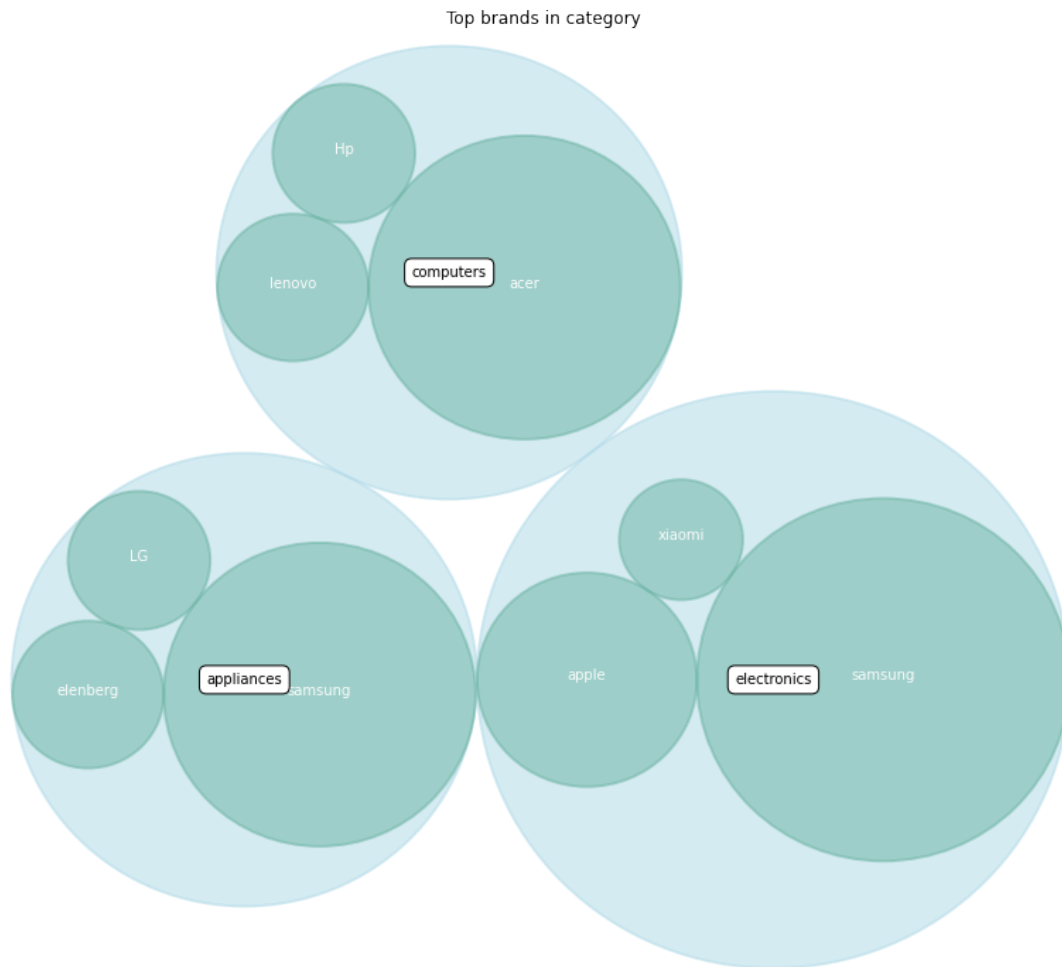 Top brands in category
Hp
computers
lenovo
acer
LG
xiaomi
appliances
elenberg
samsung
apple
electronics
samsung